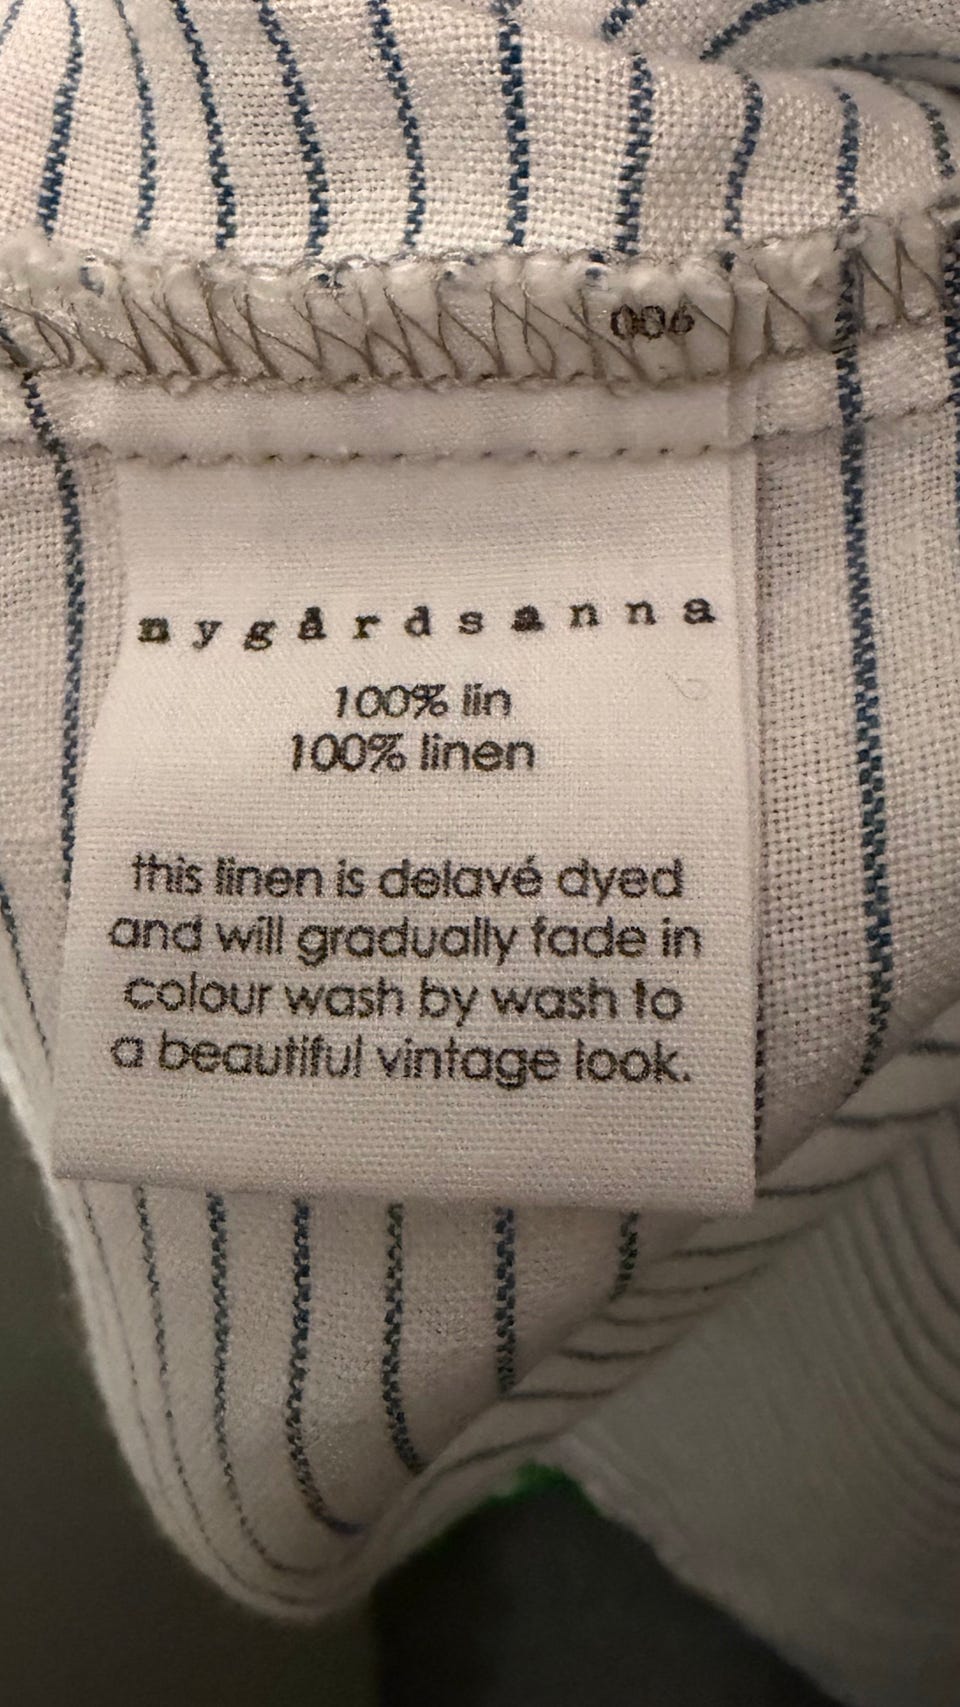 006
nygårdsanna
100% lin
100% linen
this linen is delavé dyed
and will gradually fade in
colour wash by wash to
a beautiful vintage look.